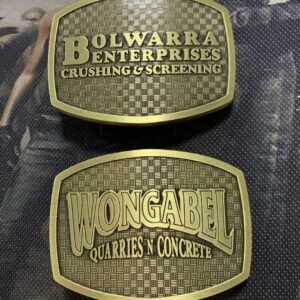 BOLWARRA
ENTERPRISES
CRUSHING & SCREENING
WONGABEL
QUARRIES N CONCRETE